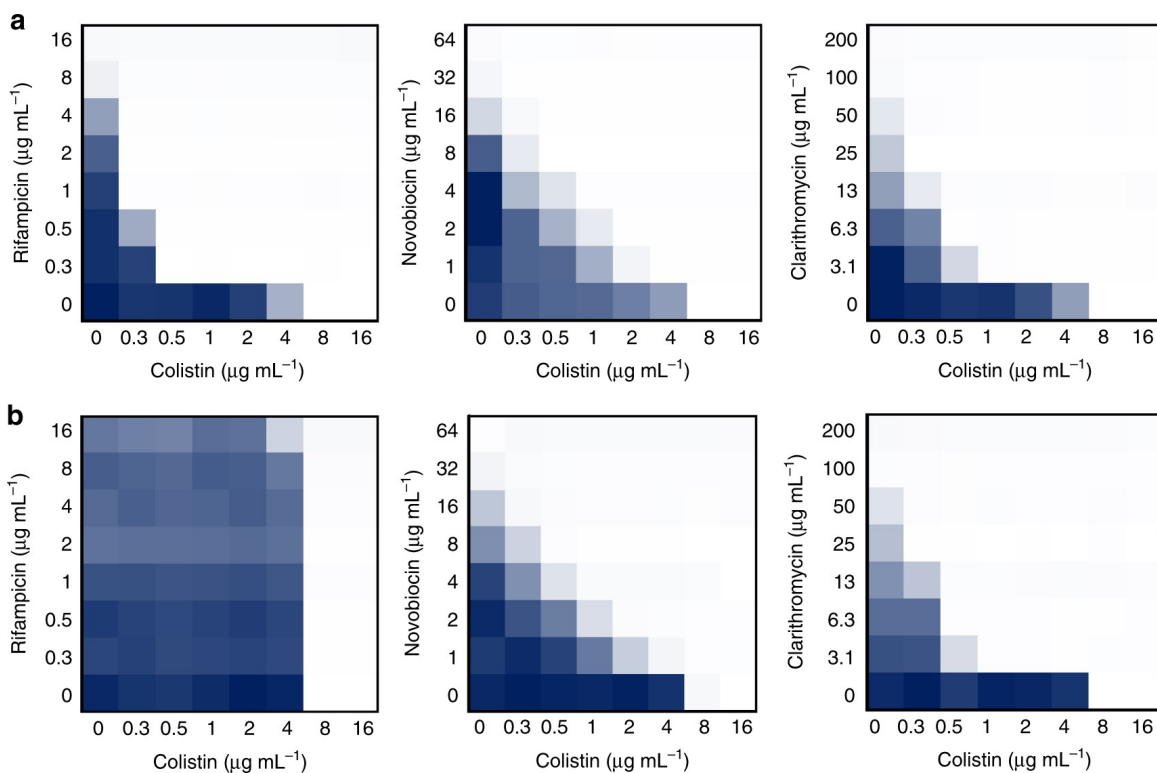 a
Rifampicin (µg mL⁻¹)
16
8
4
2
1
0.5
0.3
0
0 0.3 0.5 1 2 4 8 16
Colistin (µg mL⁻¹)
Novobiocin (µg mL⁻¹)
64
32
16
8
4
2
1
0
0 0.3 0.5 1 2 4 8 16
Colistin (µg mL⁻¹)
Clarithromycin (µg mL⁻¹)
200
100
50
25
13
6.3
3.1
0
0 0.3 0.5 1 2 4 8 16
Colistin (µg mL⁻¹)
b
Rifampicin (µg mL⁻¹)
16
8
4
2
1
0.5
0.3
0
0 0.3 0.5 1 2 4 8 16
Colistin (µg mL⁻¹)
Novobiocin (µg mL⁻¹)
64
32
16
8
4
2
1
0
0 0.3 0.5 1 2 4 8 16
Colistin (µg mL⁻¹)
Clarithromycin (µg mL⁻¹)
200
100
50
25
13
6.3
3.1
0
0 0.3 0.5 1 2 4 8 16
Colistin (µg mL⁻¹)